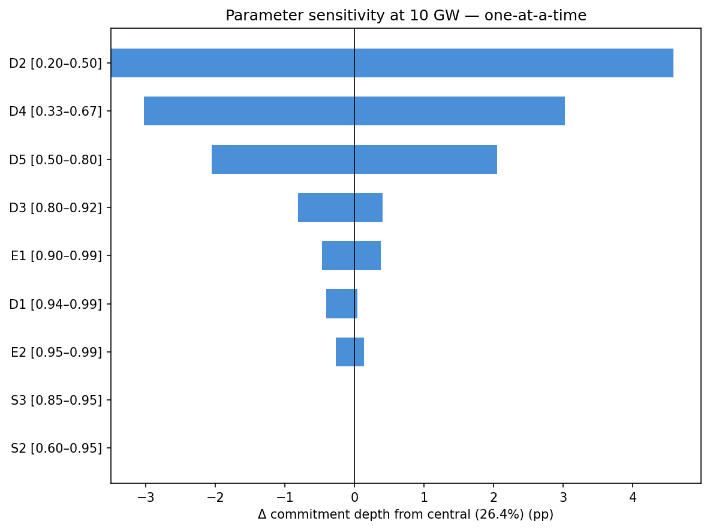 Parameter sensitivity at 10 GW — one-at-a-time
D2 [0.20–0.50]
D4 [0.33–0.67]
D5 [0.50–0.80]
D3 [0.80–0.92]
E1 [0.90–0.99]
D1 [0.94–0.99]
E2 [0.95–0.99]
S3 [0.85–0.95]
S2 [0.60–0.95]
−3 −2 −1 0 1 2 3 4
Δ commitment depth from central (26.4%) (pp)